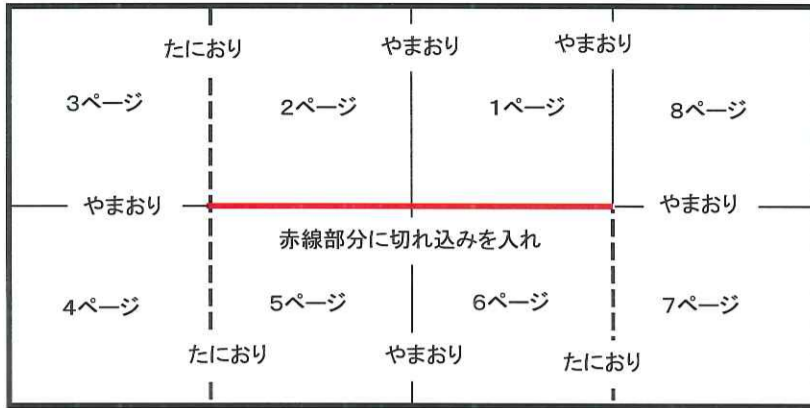 たにおり やまおり やまおり
3ページ 2ページ 1ページ 8ページ
やまおり やまおり
赤線部分に切れ込みを入れ
4ページ 5ページ 6ページ 7ページ
たにおり やまおり たにおり